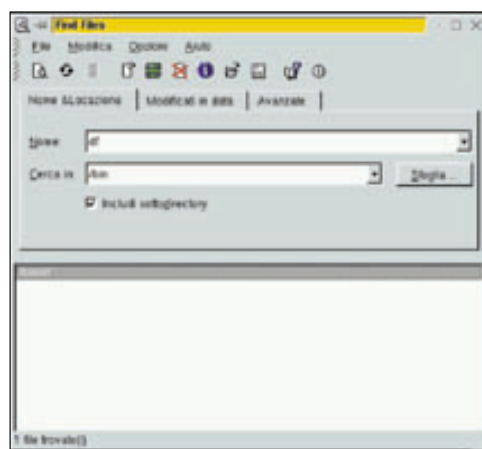 Find Files
File Modifica Opzioni Aiuto
Nome &Locazione Modificati in data Avanzate
Nome df
Cerca in /bin Sfoglia ...
Includi sottodirectory
1 file trovato()